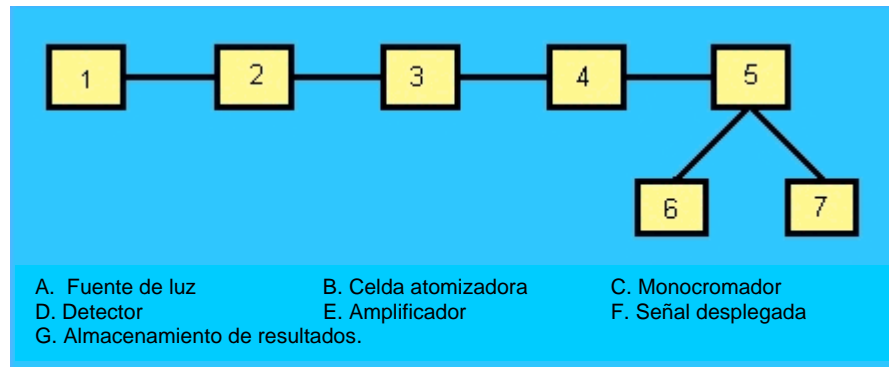 1 2 3 4 5
6 7
A. Fuente de luz B. Celda atomizadora C. Monocromador
D. Detector E. Amplificador F. Señal desplegada
G. Almacenamiento de resultados.